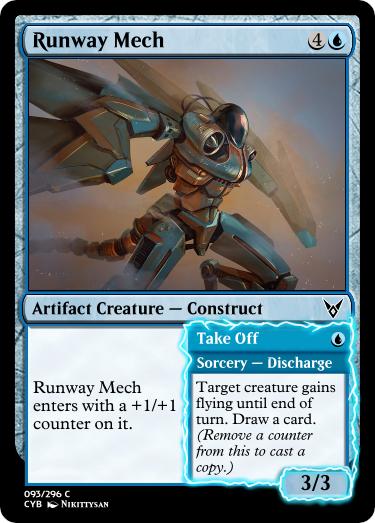 Runway Mech 4
Artifact Creature — Construct
Take Off
Sorcery — Discharge
Runway Mech
enters with a +1/+1
counter on it.
Target creature gains
flying until end of
turn. Draw a card.
(Remove a counter
from this to cast a
copy.)
3/3
093/296 C
CYB NIKITTYSAN